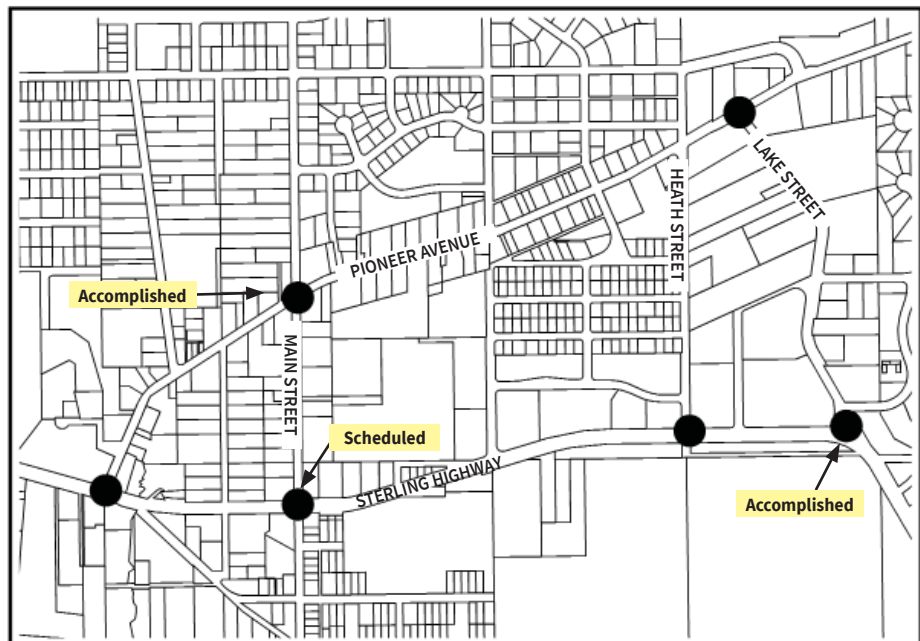 LAKE STREET
HEATH STREET
PIONEER AVENUE
Accomplished
MAIN STREET
Scheduled
STERLING HIGHWAY
Accomplished